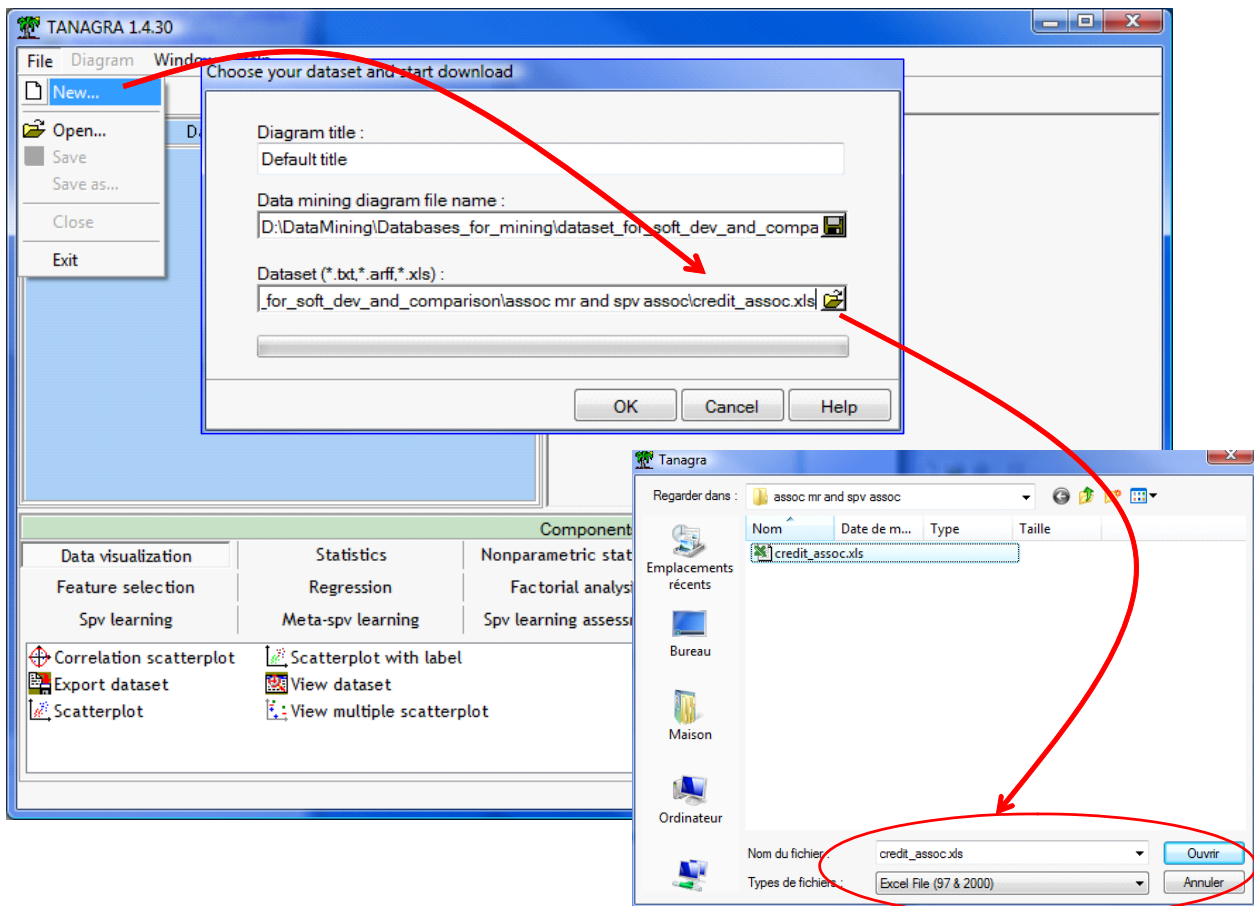 TANAGRA 1.4.30
File Diagram Window Help
New...
Open...
Save
Save as...
Close
Exit
Choose your dataset and start download
Diagram title :
Default title
Data mining diagram file name :
D:\DataMining\Databases_for_mining\dataset_for_soft_dev_and_compa
Dataset (*.txt,*.arff,*.xls) :
_for_soft_dev_and_comparison\assoc mr and spv assoc\credit_assoc.xls
OK Cancel Help
Component
Data visualization Statistics Nonparametric stat
Feature selection Regression Factorial analysi
Spv learning Meta-spv learning Spv learning assess
Correlation scatterplot Scatterplot with label
Export dataset View dataset
Scatterplot View multiple scatterplot
Tanagra
Regarder dans : assoc mr and spv assoc
Nom Date de m... Type Taille
credit_assoc.xls
Emplacements
récents
Bureau
Maison
Ordinateur
Nom du fichier : credit_assoc.xls Ouvrir
Types de fichiers : Excel File (97 & 2000) Annuler